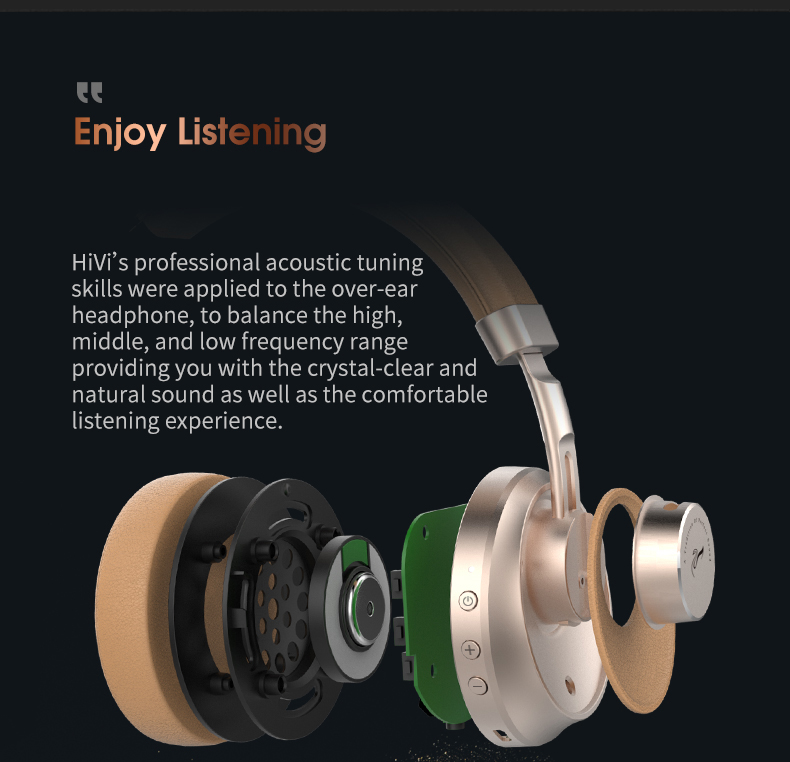 Enjoy Listening
HiVi's professional acoustic tuning
skills were applied to the over-ear
headphone, to balance the high,
middle, and low frequency range
providing you with the crystal-clear and
natural sound as well as the comfortable
listening experience.